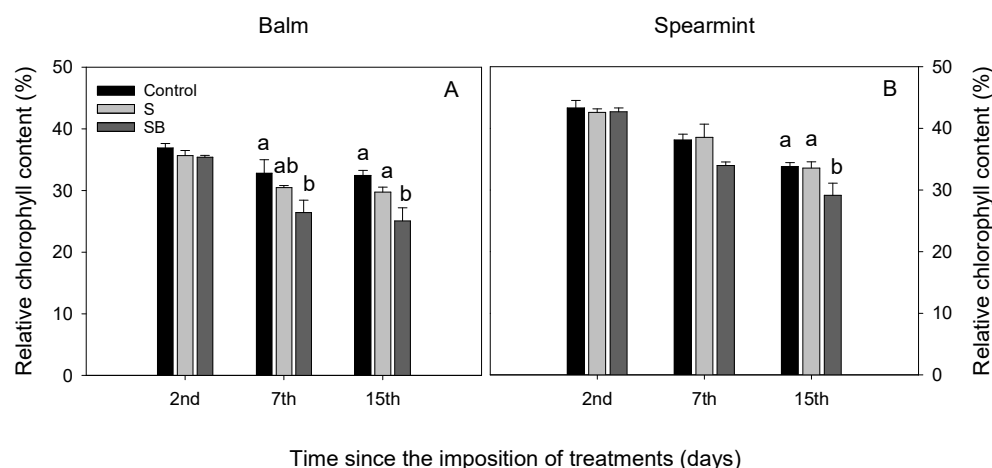 Balm
Spearmint
Relative chlorophyll content (%)
50
40
30
20
10
0
Control
S
SB
A
a
ab
b
a
a
b
2nd
7th
15th
B
a
a
b
2nd
7th
15th
50
40
30
20
10
0
Relative chlorophyll content (%)
Time since the imposition of treatments (days)